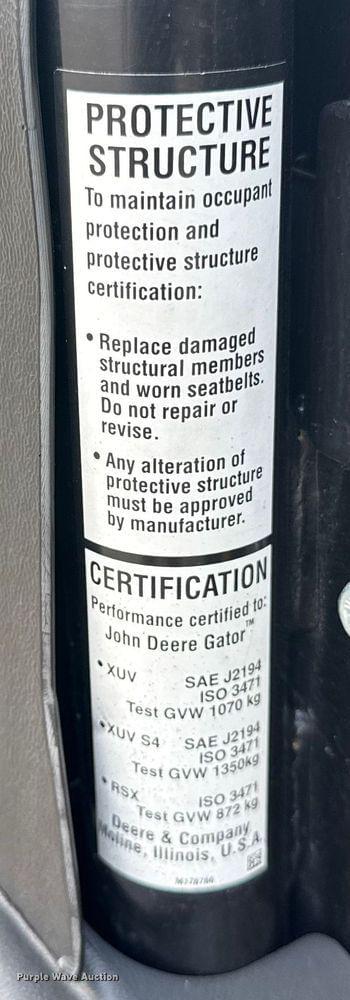 PROTECTIVE
STRUCTURE
To maintain occupant
protection and
protective structure
certification:
• Replace damaged
structural members
and worn seatbelts.
Do not repair or
revise.
• Any alteration of
protective structure
must be approved
by manufacturer.
CERTIFICATION
Performance certified to:
John Deere Gator™
• XUV SAE J2194
ISO 3471
Test GVW 1070 kg
• XUV S4 SAE J2194
ISO 3471
Test GVW 1350kg
• RSX ISO 3471
Test GVW 872 kg
Deere & Company
Moline, Illinois, U.S.A.
Purple Wave Auction